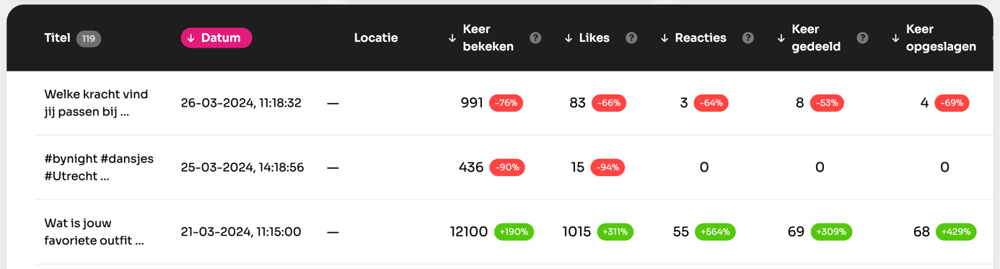 Titel 119
Datum
Locatie
Keer
bekeken ?
Likes ?
Reacties ?
Keer
gedeeld ?
Keer
opgeslagen
Welke kracht vind
jij passen bij ...
26-03-2024, 11:18:32 — 991 -76% 83 -66% 3 -64% 8 -53% 4 -69%
#bynight #dansjes
#Utrecht ...
25-03-2024, 14:18:56 — 436 -90% 15 -94% 0 0 0
Wat is jouw
favoriete outfit ...
21-03-2024, 11:15:00 — 12100 +190% 1015 +311% 55 +564% 69 +309% 68 +429%